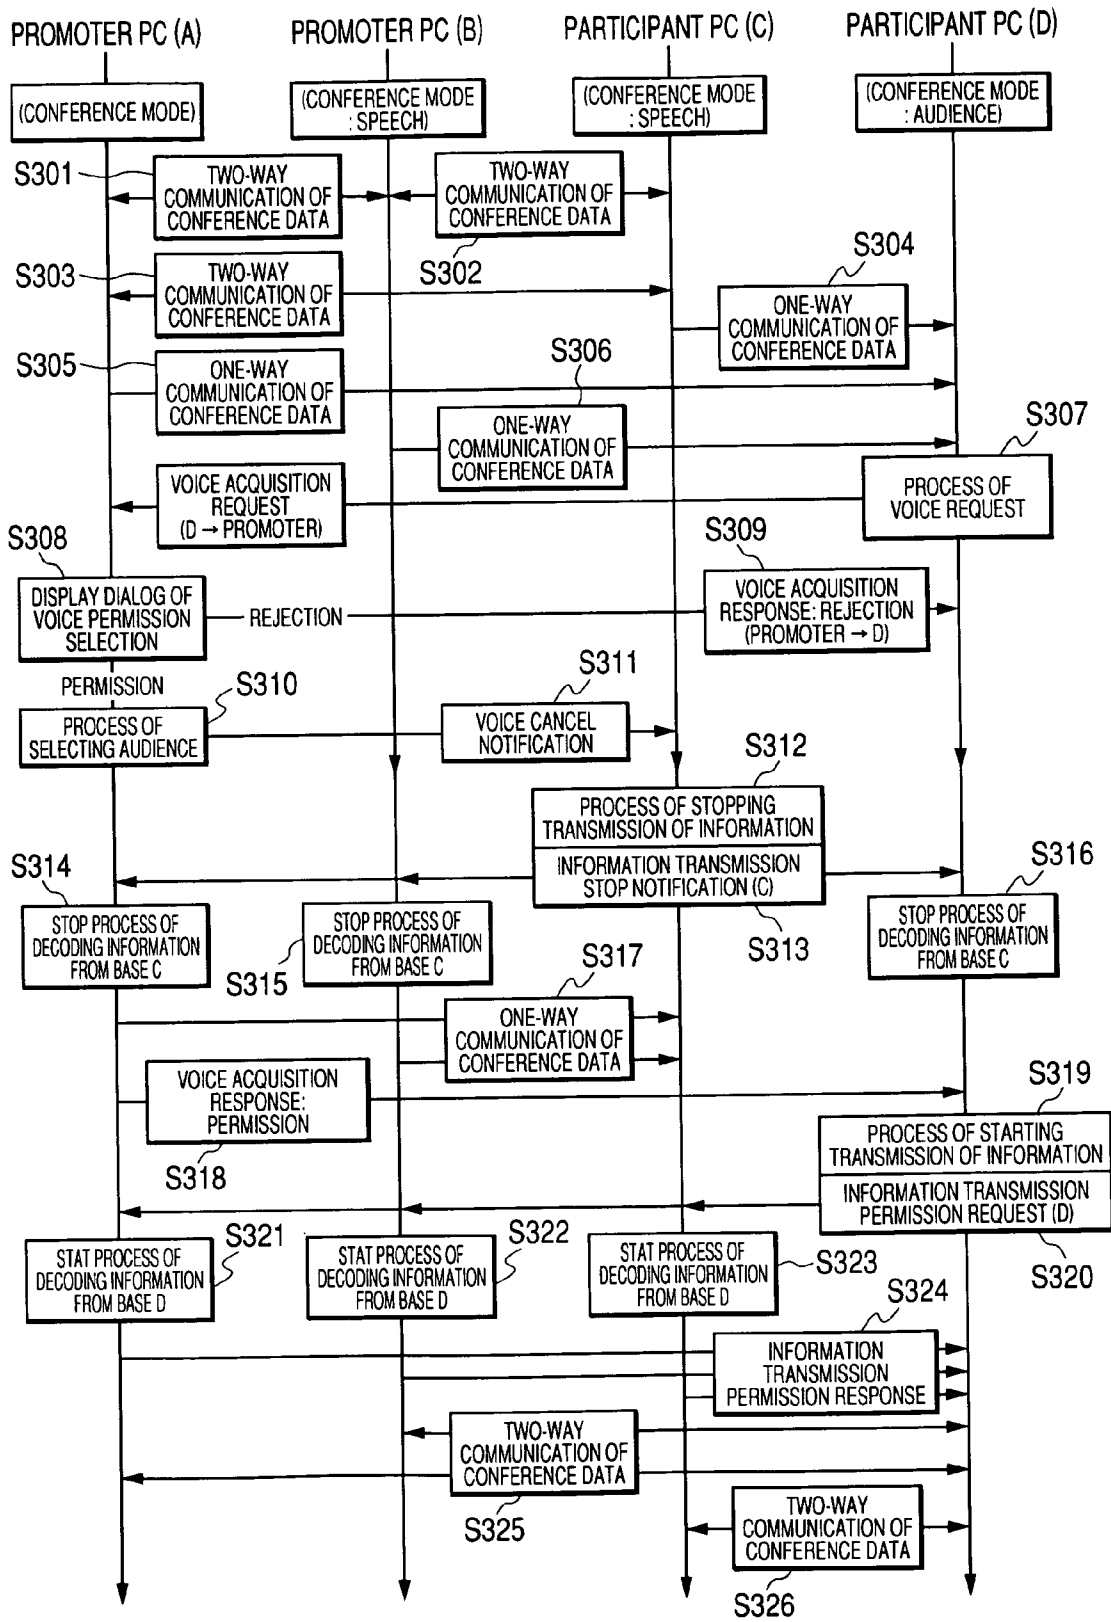 PROMOTER PC (A)
PROMOTER PC (B)
PARTICIPANT PC (C)
PARTICIPANT PC (D)
(CONFERENCE MODE)
(CONFERENCE MODE
: SPEECH)
(CONFERENCE MODE
: SPEECH)
(CONFERENCE MODE
: AUDIENCE)
S301
TWO-WAY
COMMUNICATION OF
CONFERENCE DATA
TWO-WAY
COMMUNICATION OF
CONFERENCE DATA
S302
S303
TWO-WAY
COMMUNICATION OF
CONFERENCE DATA
S304
ONE-WAY
COMMUNICATION OF
CONFERENCE DATA
S305
ONE-WAY
COMMUNICATION OF
CONFERENCE DATA
S306
ONE-WAY
COMMUNICATION OF
CONFERENCE DATA
S307
PROCESS OF
VOICE REQUEST
VOICE ACQUISITION
REQUEST
(D → PROMOTER)
S308
DISPLAY DIALOG OF
VOICE PERMISSION
SELECTION
REJECTION
S309
VOICE ACQUISITION
RESPONSE: REJECTION
(PROMOTER → D)
PERMISSION
S310
PROCESS OF
SELECTING AUDIENCE
S311
VOICE CANCEL
NOTIFICATION
S312
PROCESS OF STOPPING
TRANSMISSION OF INFORMATION
INFORMATION TRANSMISSION
STOP NOTIFICATION (C)
S313
S314
STOP PROCESS OF
DECODING INFORMATION
FROM BASE C
S315
STOP PROCESS OF
DECODING INFORMATION
FROM BASE C
S316
STOP PROCESS OF
DECODING INFORMATION
FROM BASE C
S317
ONE-WAY
COMMUNICATION OF
CONFERENCE DATA
VOICE ACQUISITION
RESPONSE:
PERMISSION
S318
S319
PROCESS OF STARTING
TRANSMISSION OF INFORMATION
INFORMATION TRANSMISSION
PERMISSION REQUEST (D)
S320
S321
STAT PROCESS OF
DECODING INFORMATION
FROM BASE D
S322
STAT PROCESS OF
DECODING INFORMATION
FROM BASE D
S323
STAT PROCESS OF
DECODING INFORMATION
FROM BASE D
S324
INFORMATION
TRANSMISSION
PERMISSION RESPONSE
TWO-WAY
COMMUNICATION OF
CONFERENCE DATA
S325
TWO-WAY
COMMUNICATION OF
CONFERENCE DATA
S326